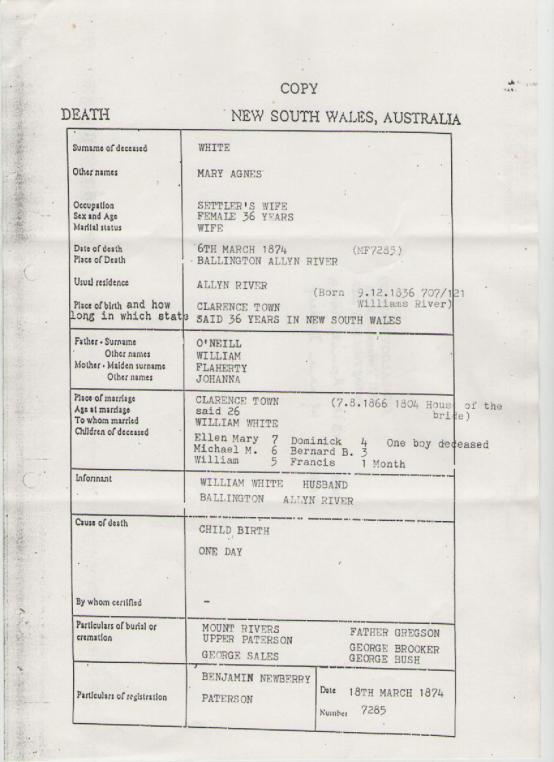 COPY
DEATH NEW SOUTH WALES, AUSTRALIA
Surname of deceased WHITE
Other names MARY AGNES
Occupation SETTLER'S WIFE
Sex and Age FEMALE 36 YEARS
Marital status WIFE
Date of death 6TH MARCH 1874 (MF7285)
Place of Death BALLINGTON ALLYN RIVER
Usual residence ALLYN RIVER
(Born 9.12.1836 707/121
Place of birth and how CLARENCE TOWN Williams River)
long in which state SAID 36 YEARS IN NEW SOUTH WALES
Father - Surname O'NEILL
Other names WILLIAM
Mother - Maiden surname FLAHERTY
Other names JOHANNA
Place of marriage CLARENCE TOWN (7.8.1866 1804 House of the
Age at marriage said 26 bride)
To whom married WILLIAM WHITE
Children of deceased Ellen Mary 7 Dominick 4 One boy deceased
Michael M. 6 Bernard B. 3
William 5 Francis 1 Month
Informant WILLIAM WHITE HUSBAND
BALLINGTON ALLYN RIVER
Cause of death CHILD BIRTH
ONE DAY
By whom certified -
Particulars of burial or MOUNT RIVERS FATHER GREGSON
cremation UPPER PATERSON
GEORGE BROOKER
GEORGE SALES GEORGE BUSH
BENJAMIN NEWBERRY
Particulars of registration PATERSON Date 18TH MARCH 1874
Number 7285